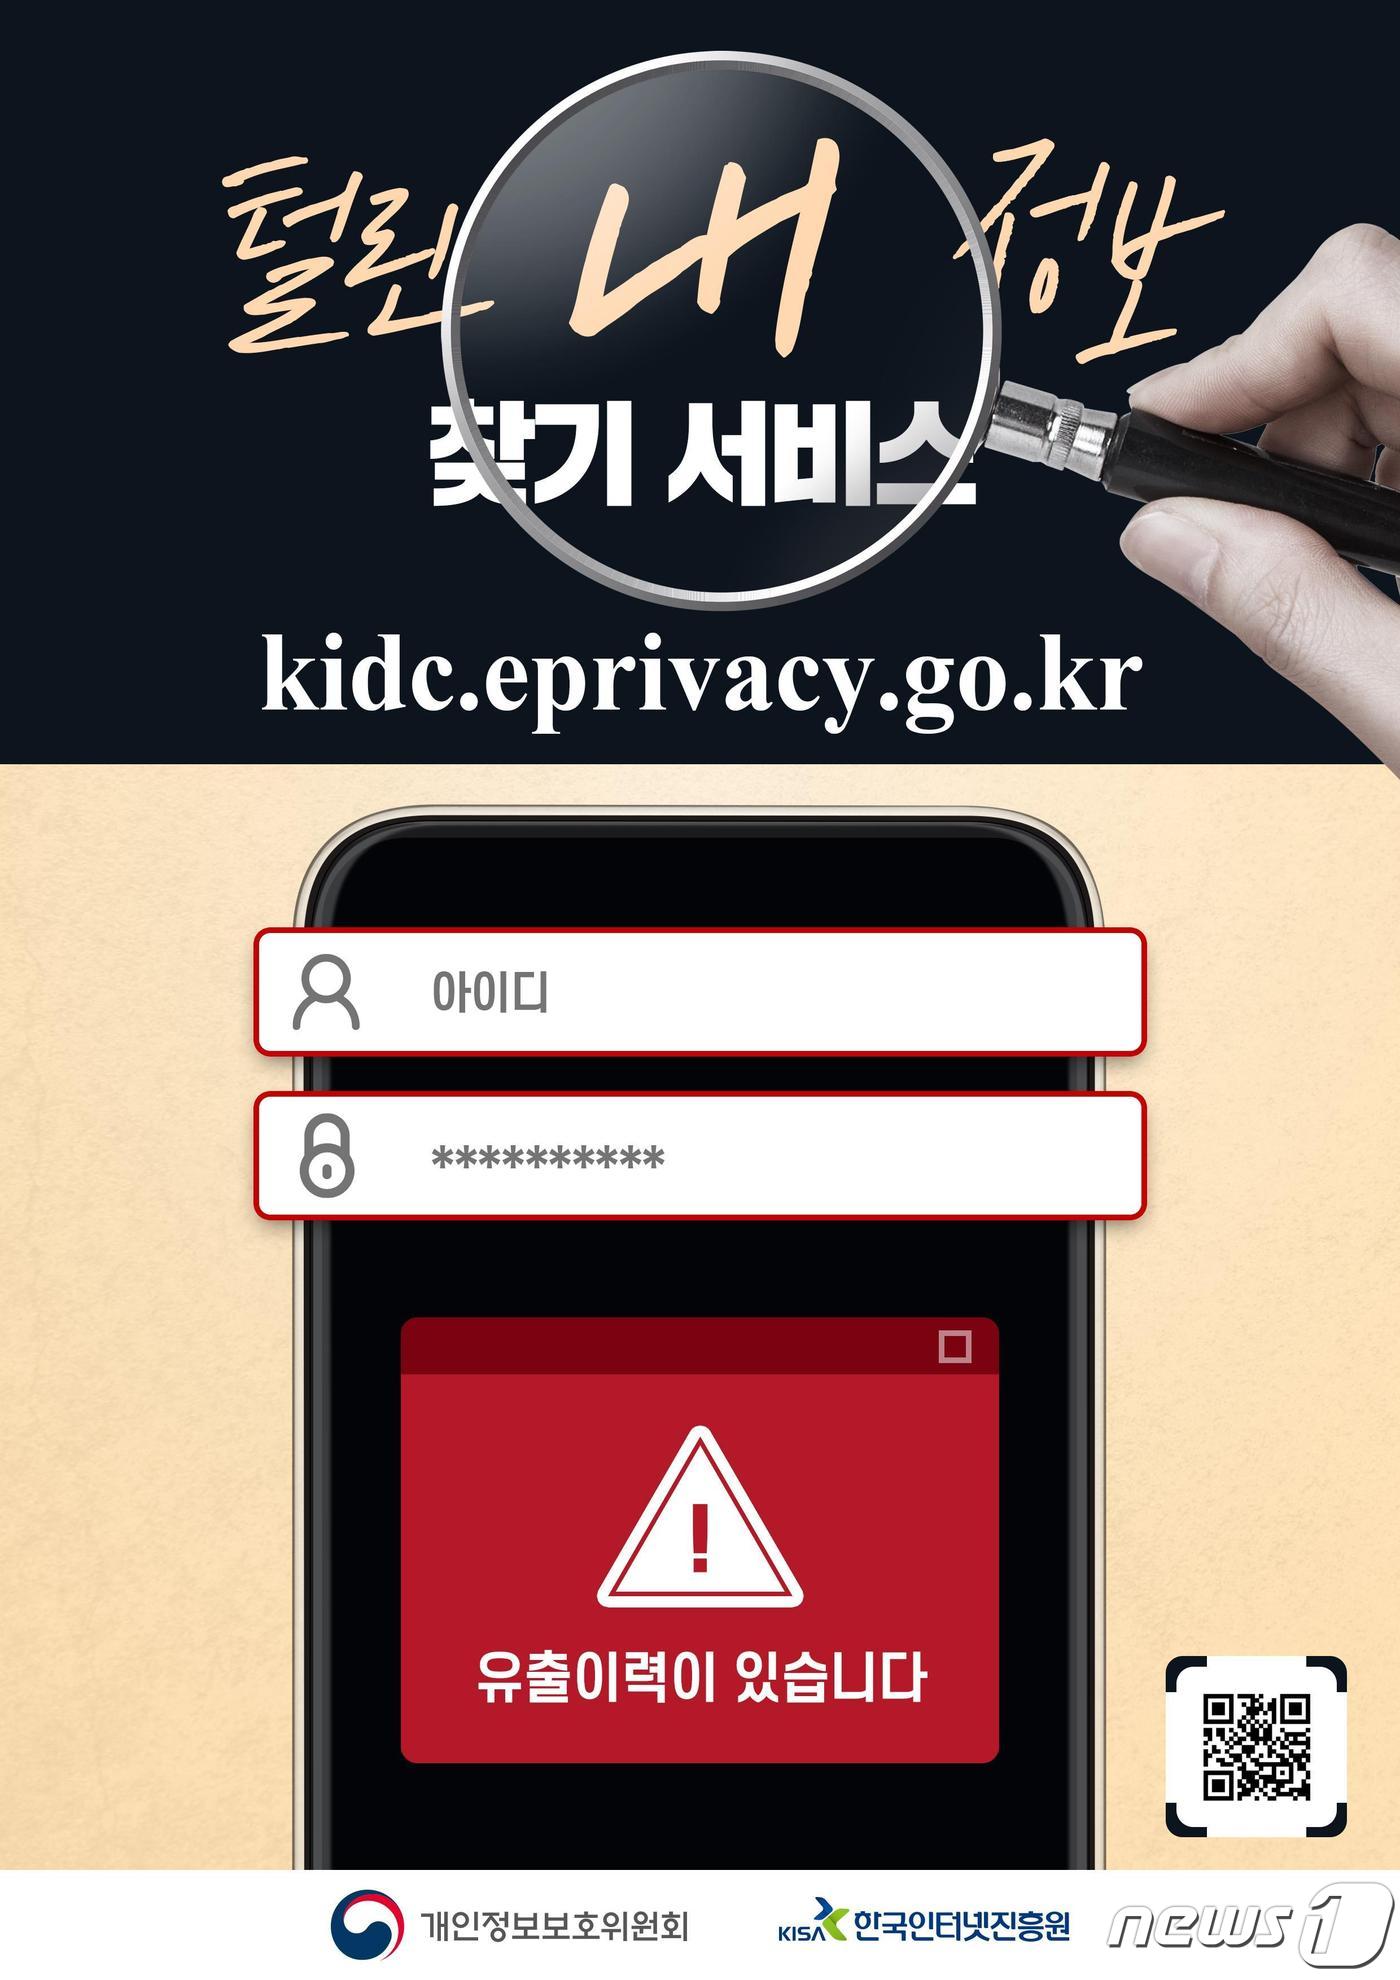 털린 내 정보
찾기 서비스
kidc.eprivacy.go.kr
아이디
**********
!
유출이력이 있습니다
개인정보보호위원회
KISA 한국인터넷진흥원
news1